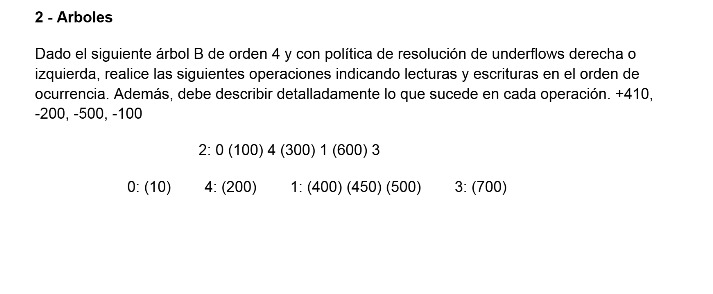 2 - Arboles
Dado el siguiente árbol B de orden 4 y con política de resolución de underflows derecha o
izquierda, realice las siguientes operaciones indicando lecturas y escrituras en el orden de
ocurrencia. Además, debe describir detalladamente lo que sucede en cada operación. +410,
-200, -500, -100
2: 0 (100) 4 (300) 1 (600) 3
0: (10) 4: (200) 1: (400) (450) (500) 3: (700)